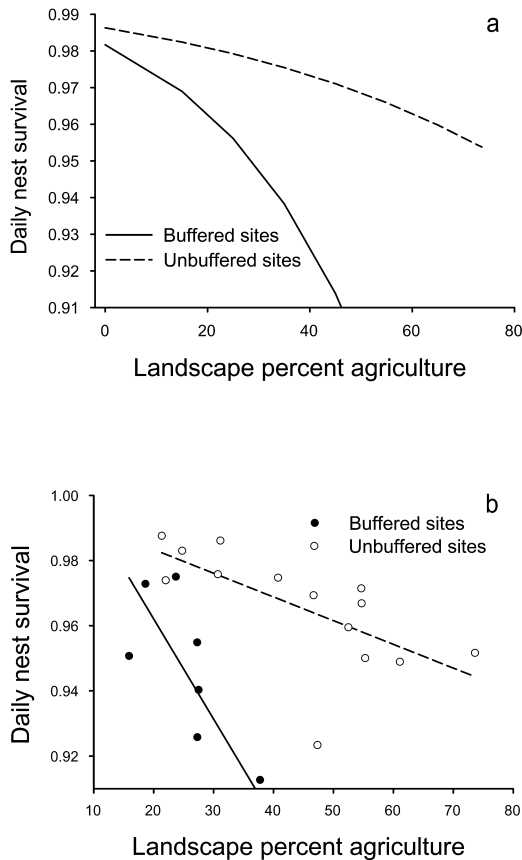 a
0.99
0.98
0.97
0.96
0.95
0.94
0.93
0.92
0.91
Daily nest survival
Buffered sites
Unbuffered sites
0 20 40 60 80
Landscape percent agriculture
b
1.00
0.98
0.96
0.94
0.92
Daily nest survival
Buffered sites
Unbuffered sites
10 20 30 40 50 60 70 80
Landscape percent agriculture